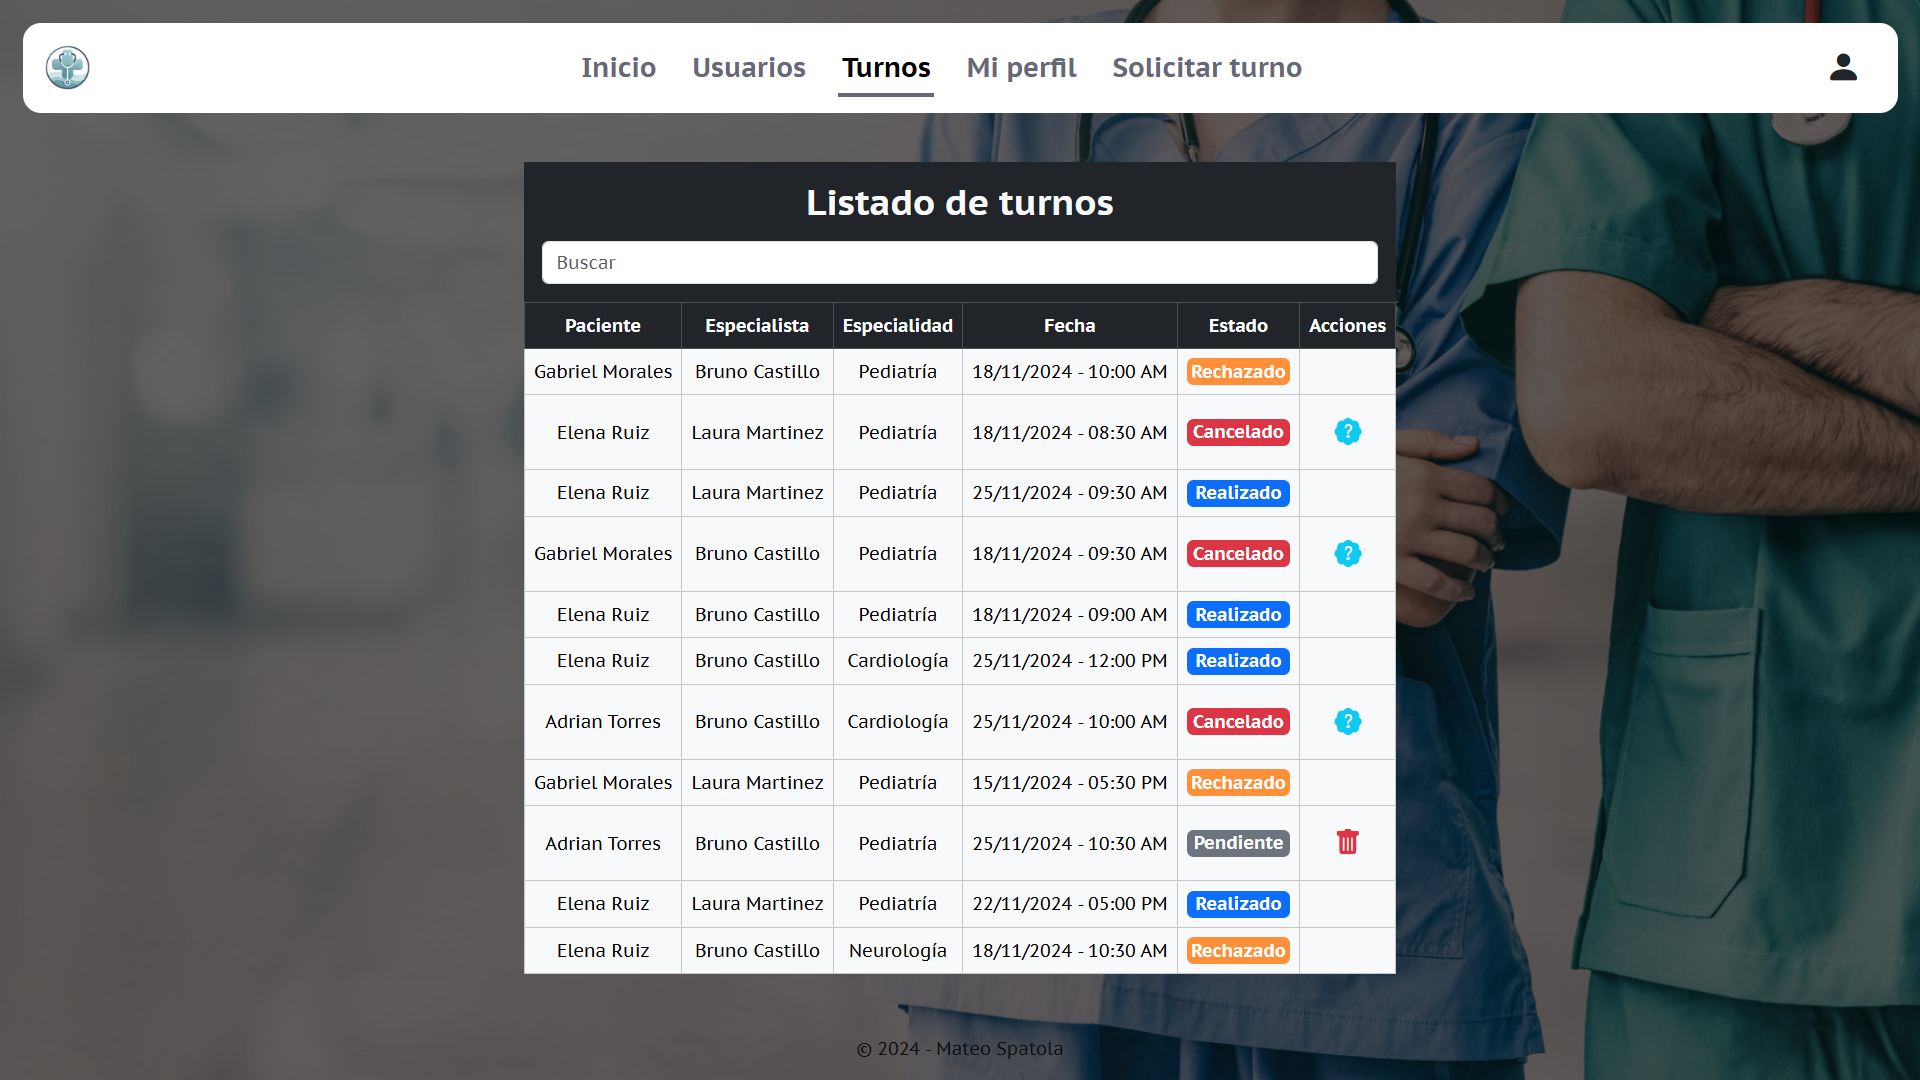 Inicio Usuarios Turnos Mi perfil Solicitar turno
Listado de turnos
Buscar
Paciente Especialista Especialidad Fecha Estado Acciones
Gabriel Morales Bruno Castillo Pediatría 18/11/2024 - 10:00 AM Rechazado
Elena Ruiz Laura Martinez Pediatría 18/11/2024 - 08:30 AM Cancelado ?
Elena Ruiz Laura Martinez Pediatría 25/11/2024 - 09:30 AM Realizado
Gabriel Morales Bruno Castillo Pediatría 18/11/2024 - 09:30 AM Cancelado ?
Elena Ruiz Bruno Castillo Pediatría 18/11/2024 - 09:00 AM Realizado
Elena Ruiz Bruno Castillo Cardiología 25/11/2024 - 12:00 PM Realizado
Adrian Torres Bruno Castillo Cardiología 25/11/2024 - 10:00 AM Cancelado ?
Gabriel Morales Laura Martinez Pediatría 15/11/2024 - 05:30 PM Rechazado
Adrian Torres Bruno Castillo Pediatría 25/11/2024 - 10:30 AM Pendiente
Elena Ruiz Laura Martinez Pediatría 22/11/2024 - 05:00 PM Realizado
Elena Ruiz Bruno Castillo Neurología 18/11/2024 - 10:30 AM Rechazado
© 2024 - Mateo Spatola